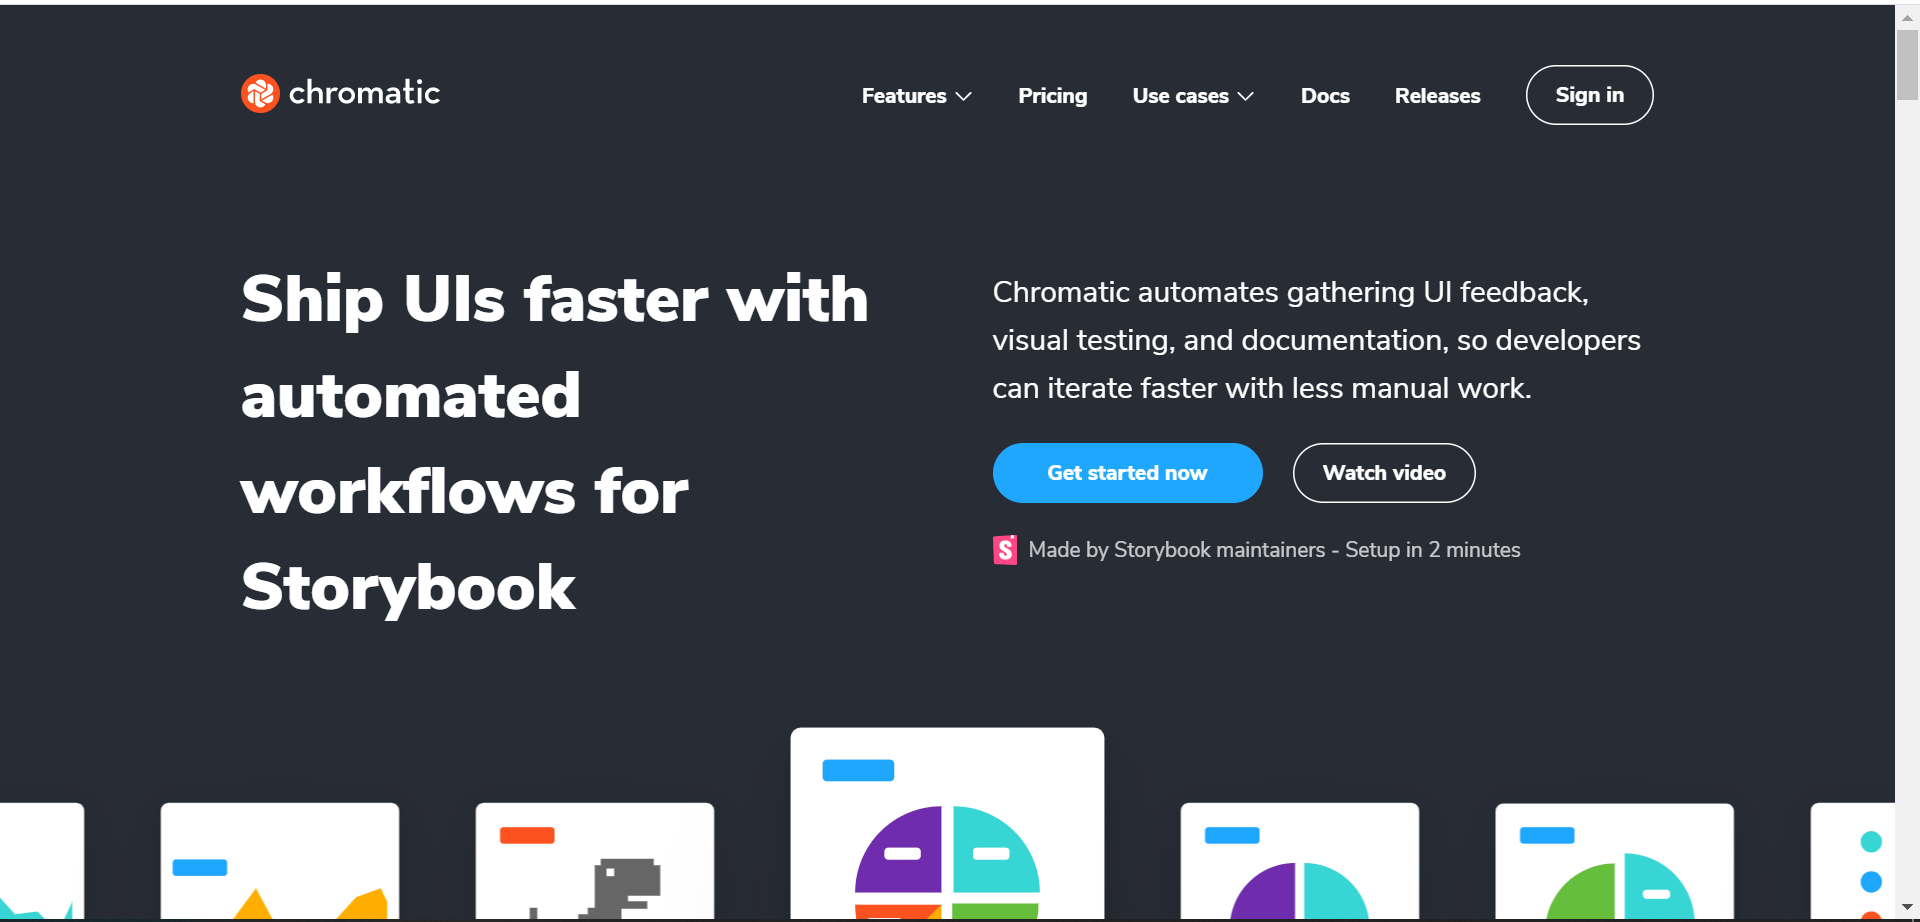 chromatic
Features
Pricing
Use cases
Docs
Releases
Sign in
Ship UIs faster with
automated
workflows for
Storybook
Chromatic automates gathering UI feedback,
visual testing, and documentation, so developers
can iterate faster with less manual work.
Get started now
Watch video
S Made by Storybook maintainers - Setup in 2 minutes